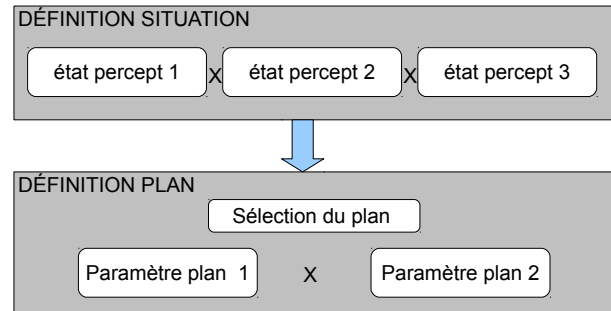 DÉFINITION SITUATION
état percept 1 X état percept 2 X état percept 3
DÉFINITION PLAN
Sélection du plan
Paramètre plan 1 X Paramètre plan 2